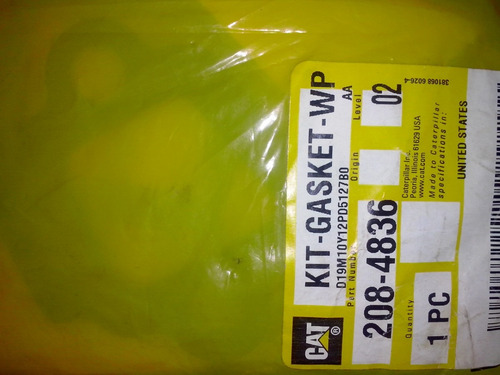 KIT-GASKET-WP
D19M10Y12PD5127B0 AA
Part Number Origin Level
208-4836 02
CAT ®
Quantity
1 PC
Caterpillar Inc.
Peoria, Illinois 61629 USA
www.cat.com
Made to Caterpillar
specifications in:
UNITED STATES
381068 6026-4